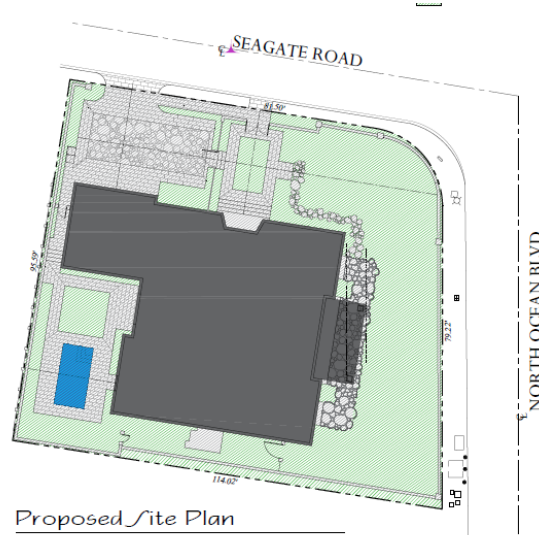 SEAGATE ROAD
81.50'
95.59'
79.22'
NORTH OCEAN BLVD
114.02'
Proposed Site Plan